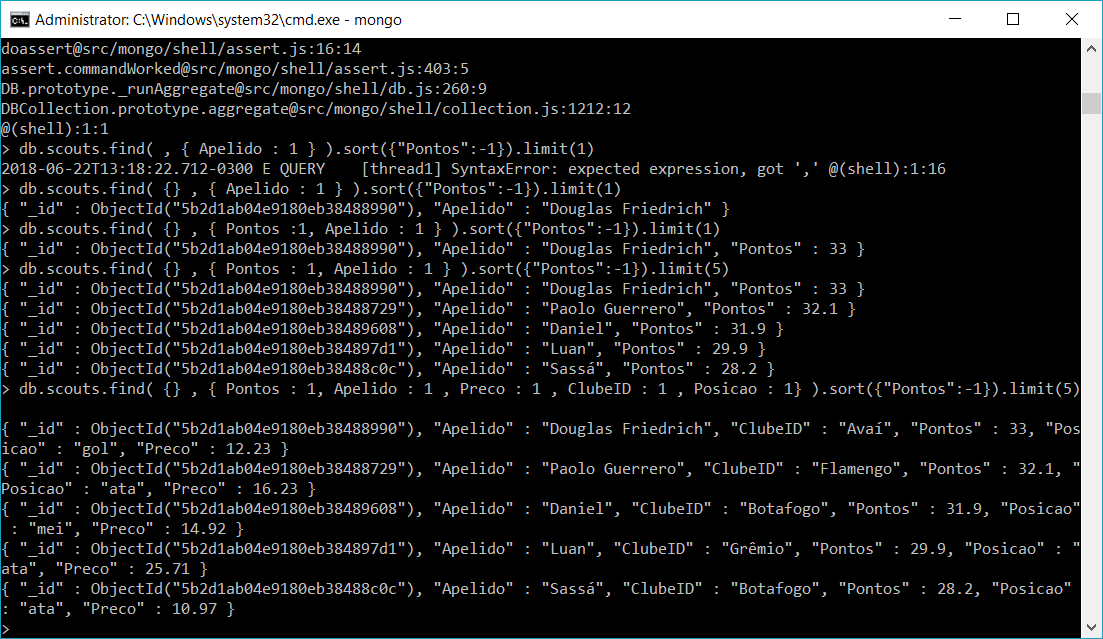 Administrator: C:\Windows\system32\cmd.exe - mongo
doassert@src/mongo/shell/assert.js:16:14
assert.commandWorked@src/mongo/shell/assert.js:403:5
DB.prototype._runAggregate@src/mongo/shell/db.js:260:9
DBCollection.prototype.aggregate@src/mongo/shell/collection.js:1212:12
@(shell):1:1
> db.scouts.find( , { Apelido : 1 } ).sort({"Pontos":-1}).limit(1)
2018-06-22T13:18:22.712-0300 E QUERY    [thread1] SyntaxError: expected expression, got ',' @(shell):1:16
> db.scouts.find( {} , { Apelido : 1 } ).sort({"Pontos":-1}).limit(1)
{ "_id" : ObjectId("5b2d1ab04e9180eb38488990"), "Apelido" : "Douglas Friedrich" }
> db.scouts.find( {} , { Pontos :1, Apelido : 1 } ).sort({"Pontos":-1}).limit(1)
{ "_id" : ObjectId("5b2d1ab04e9180eb38488990"), "Apelido" : "Douglas Friedrich", "Pontos" : 33 }
> db.scouts.find( {} , { Pontos : 1, Apelido : 1 } ).sort({"Pontos":-1}).limit(5)
{ "_id" : ObjectId("5b2d1ab04e9180eb38488990"), "Apelido" : "Douglas Friedrich", "Pontos" : 33 }
{ "_id" : ObjectId("5b2d1ab04e9180eb38488729"), "Apelido" : "Paolo Guerrero", "Pontos" : 32.1 }
{ "_id" : ObjectId("5b2d1ab04e9180eb38489608"), "Apelido" : "Daniel", "Pontos" : 31.9 }
{ "_id" : ObjectId("5b2d1ab04e9180eb384897d1"), "Apelido" : "Luan", "Pontos" : 29.9 }
{ "_id" : ObjectId("5b2d1ab04e9180eb38488c0c"), "Apelido" : "Sassá", "Pontos" : 28.2 }
> db.scouts.find( {} , { Pontos : 1, Apelido : 1 , Preco : 1 , ClubeID : 1 , Posicao : 1} ).sort({"Pontos":-1}).limit(5)
{ "_id" : ObjectId("5b2d1ab04e9180eb38488990"), "Apelido" : "Douglas Friedrich", "ClubeID" : "Avaí", "Pontos" : 33, "Pos
icao" : "gol", "Preco" : 12.23 }
{ "_id" : ObjectId("5b2d1ab04e9180eb38488729"), "Apelido" : "Paolo Guerrero", "ClubeID" : "Flamengo", "Pontos" : 32.1, "
Posicao" : "ata", "Preco" : 16.23 }
{ "_id" : ObjectId("5b2d1ab04e9180eb38489608"), "Apelido" : "Daniel", "ClubeID" : "Botafogo", "Pontos" : 31.9, "Posicao"
 : "mei", "Preco" : 14.92 }
{ "_id" : ObjectId("5b2d1ab04e9180eb384897d1"), "Apelido" : "Luan", "ClubeID" : "Grêmio", "Pontos" : 29.9, "Posicao" : "
ata", "Preco" : 25.71 }
{ "_id" : ObjectId("5b2d1ab04e9180eb38488c0c"), "Apelido" : "Sassá", "ClubeID" : "Botafogo", "Pontos" : 28.2, "Posicao"
: "ata", "Preco" : 10.97 }
>